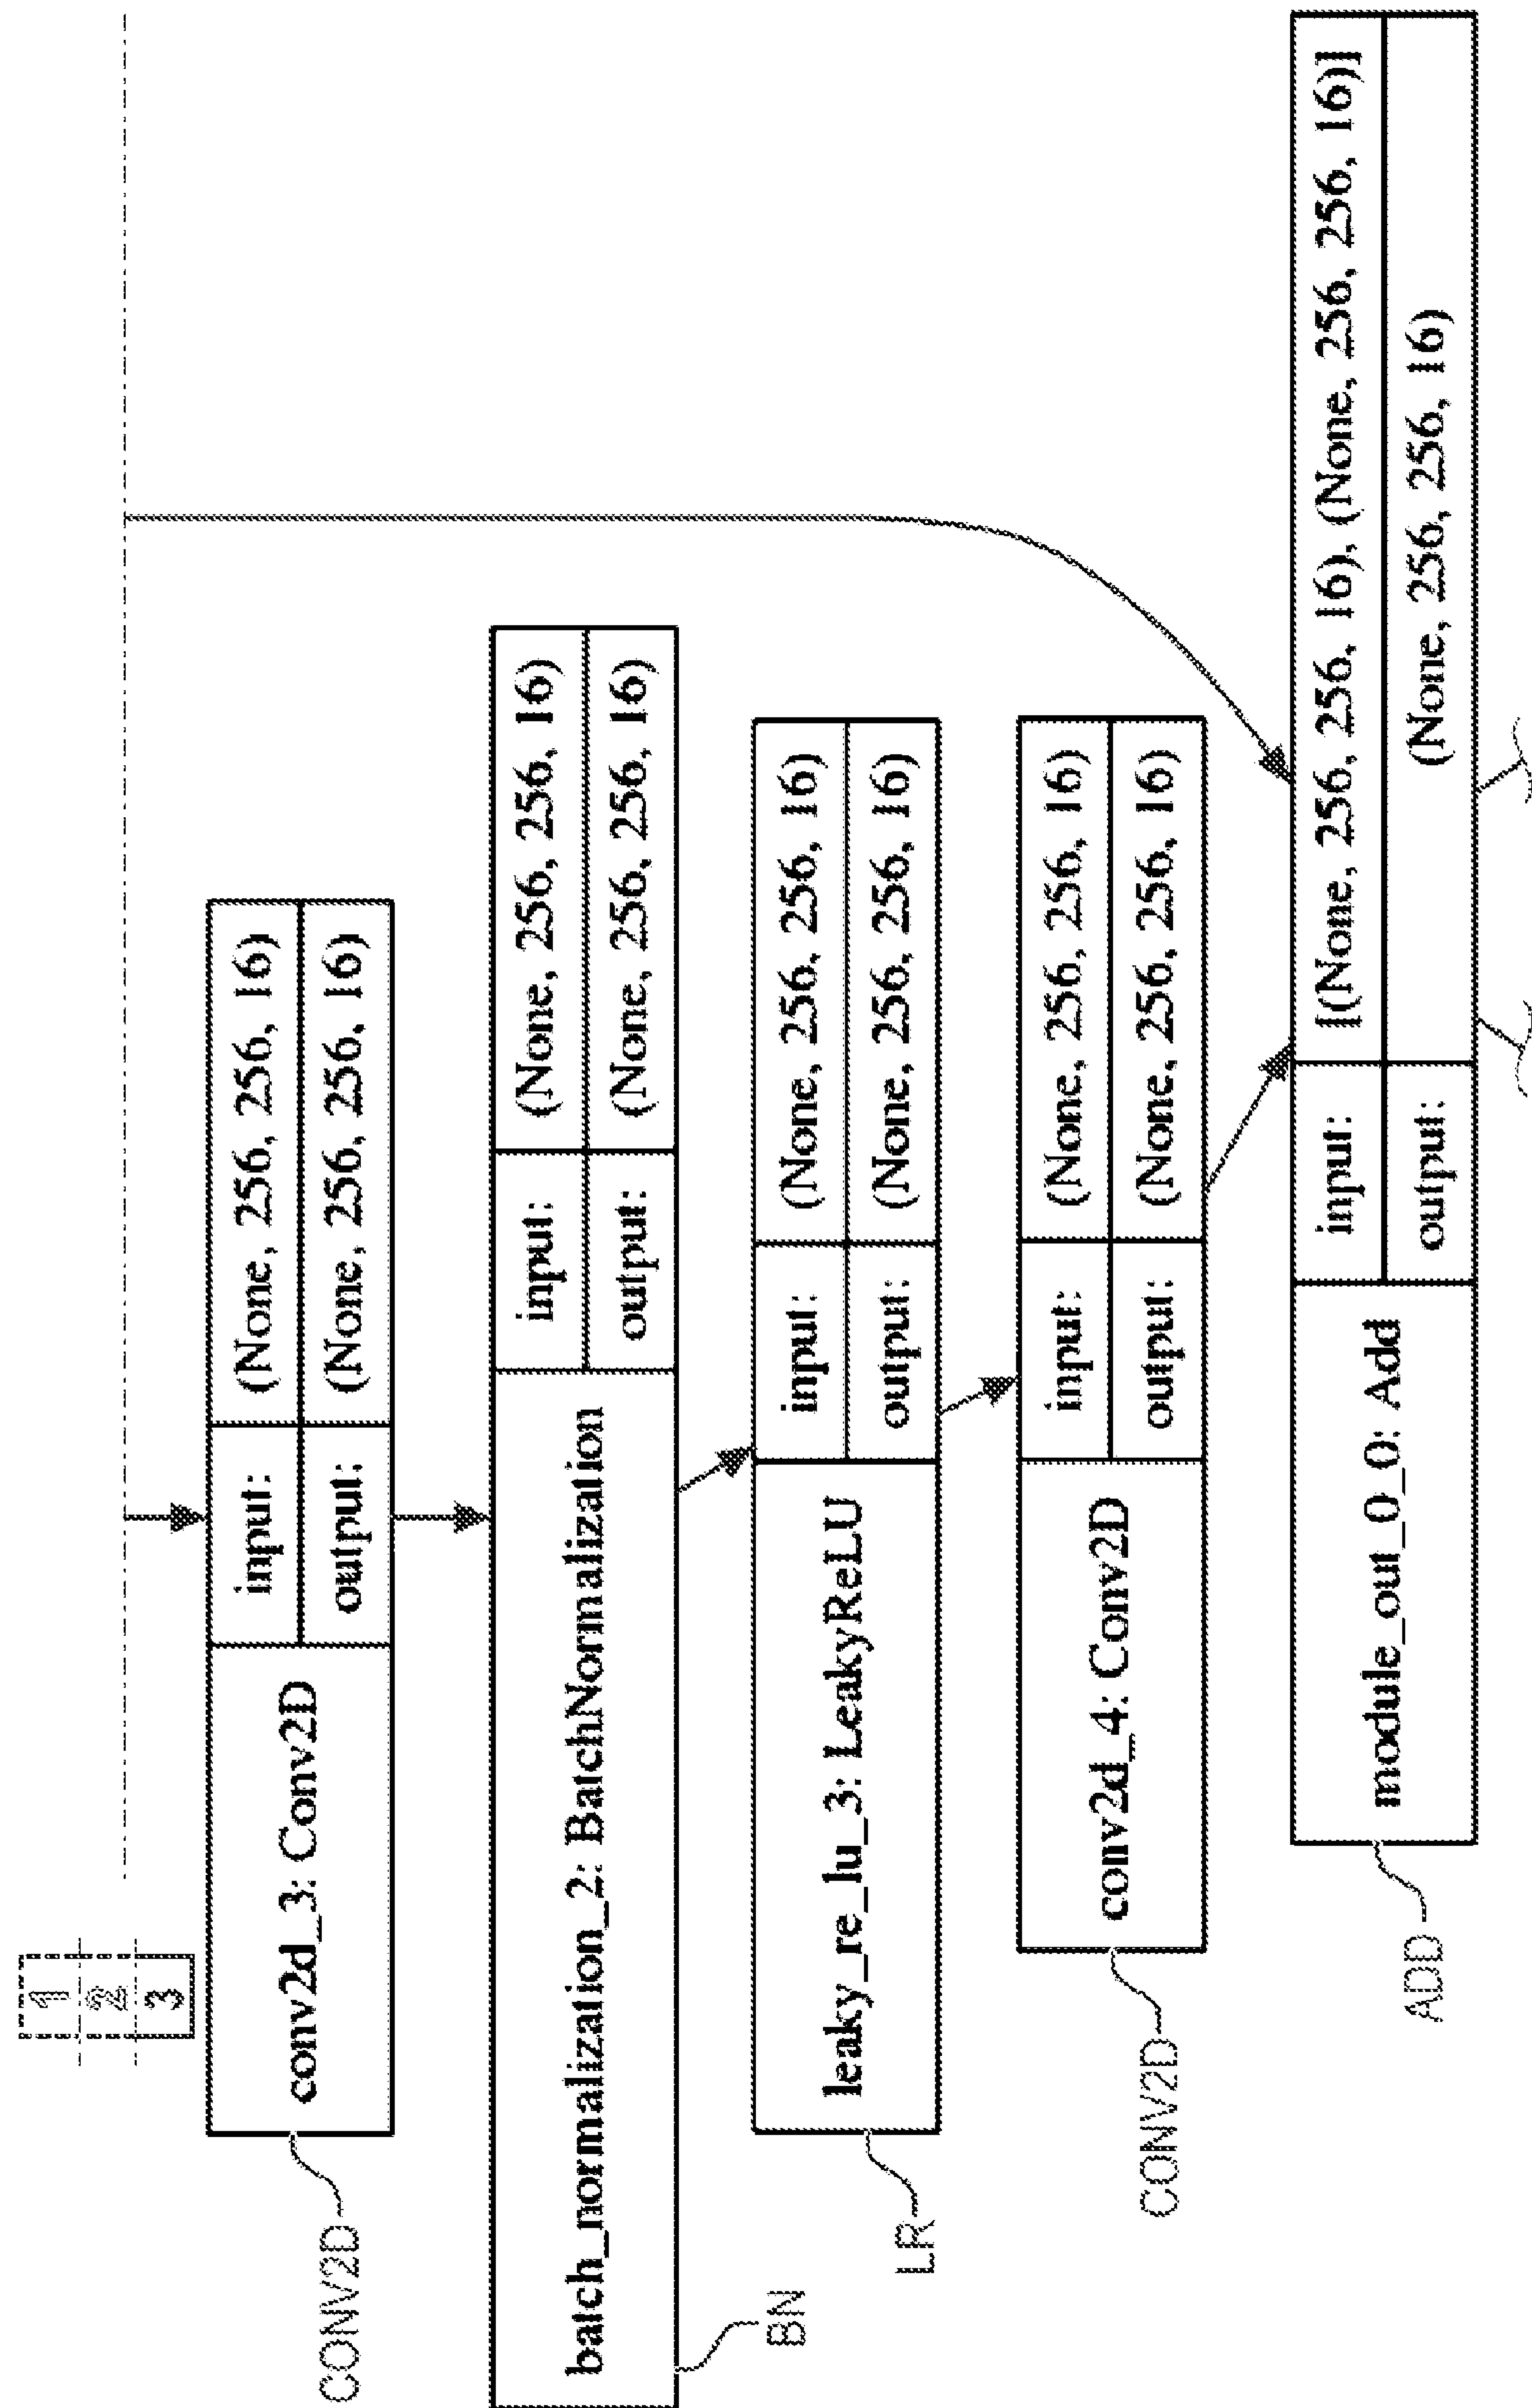 1
2
3
conv2d_3: Conv2D
input:
(None, 256, 256, 16)
output:
(None, 256, 256, 16)
CONV2D
batch_normalization_2: BatchNormalization
input:
(None, 256, 256, 16)
output:
(None, 256, 256, 16)
BN
leaky_re_lu_3: LeakyReLU
input:
(None, 256, 256, 16)
output:
(None, 256, 256, 16)
LR
conv2d_4: Conv2D
input:
(None, 256, 256, 16)
output:
(None, 256, 256, 16)
CONV2D
module_out_0_0: Add
input:
[(None, 256, 256, 16), (None, 256, 256, 16)]
output:
(None, 256, 256, 16)
ADD